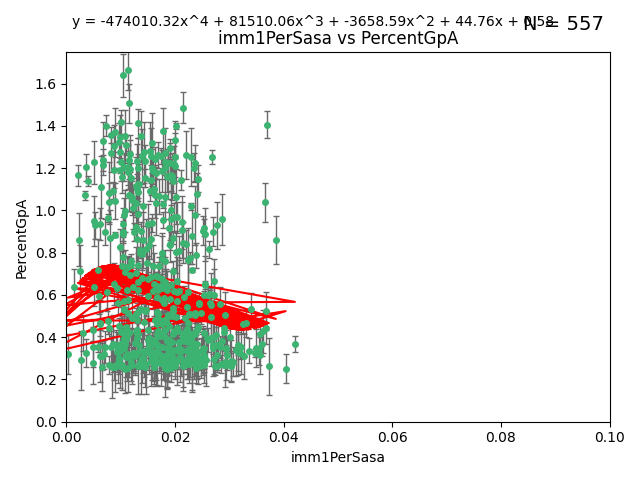 y = -474010.32x^4 + 81510.06x^3 + -3658.59x^2 + 44.76x + 0.58
N = 557
imm1PerSasa vs PercentGpA
PercentGpA
1.6
1.4
1.2
1.0
0.8
0.6
0.4
0.2
0.0
0.00 0.02 0.04 0.06 0.08 0.10
imm1PerSasa